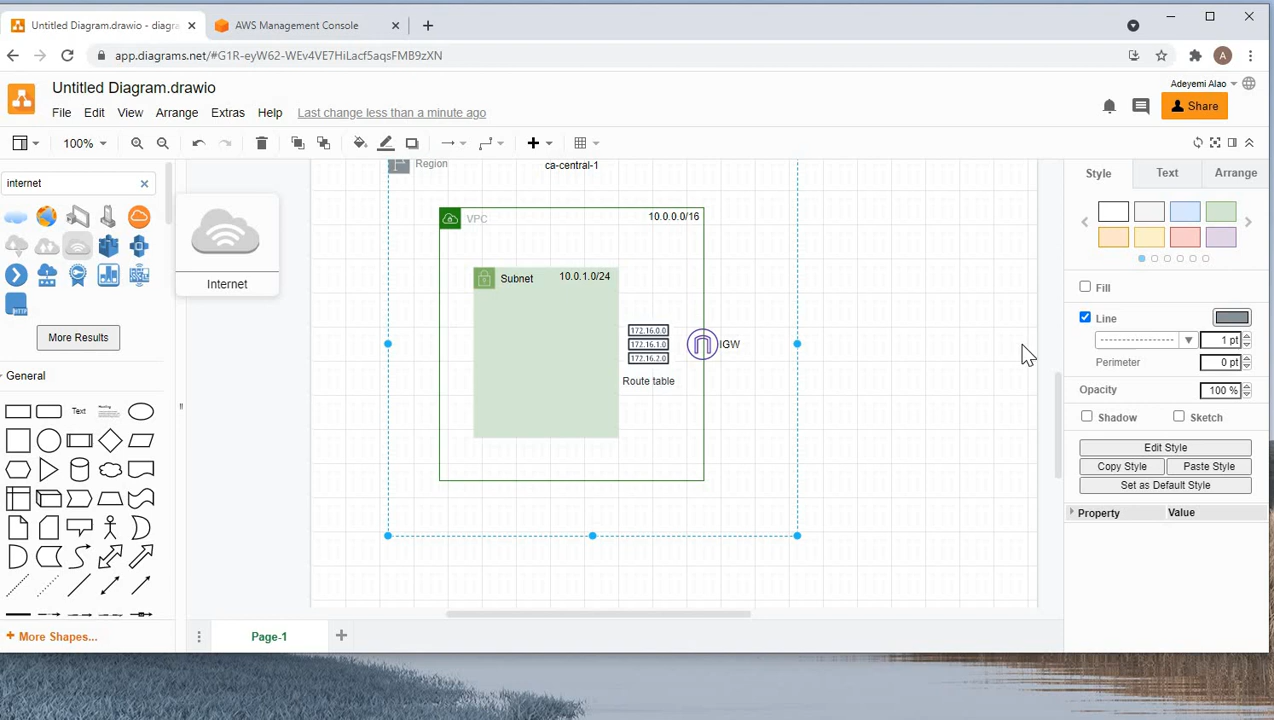 Untitled Diagram.drawio - diagra
AWS Management Console
app.diagrams.net/#G1R-eyW62-WEv4VE7HiLacf5aqsFMB9zXN
A
Untitled Diagram.drawio
Adeyemi Alao
File Edit View Arrange Extras Help Last change less than a minute ago
Share
100%
internet
Internet
More Results
General
Text
Heading
HTTP
More Shapes...
Region
ca-central-1
VPC
10.0.0.0/16
Subnet
10.0.1.0/24
172.16.0.0
172.16.1.0
172.16.2.0
IGW
Route table
Page-1
Style
Text
Arrange
Fill
Line
1 pt
Perimeter
0 pt
Opacity
100 %
Shadow
Sketch
Edit Style
Copy Style
Paste Style
Set as Default Style
Property
Value